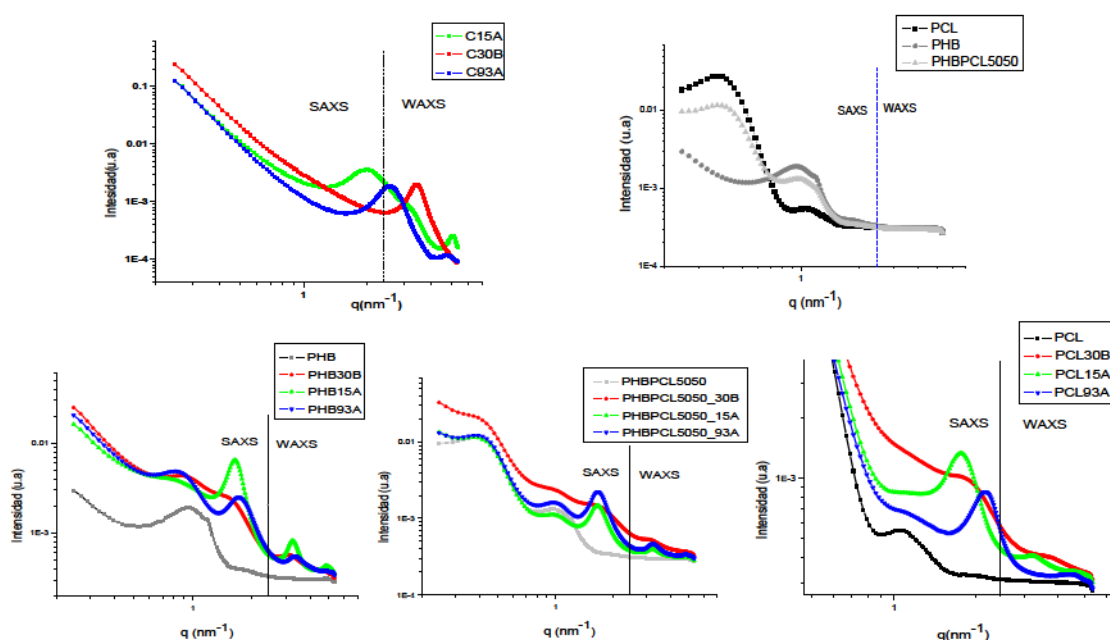 C15A
C30B
C93A
SAXS
WAXS
0.1
0.01
1E-3
1E-4
Intesidad(u.a)
1
q(nm⁻¹)
PCL
PHB
PHBPCL5050
SAXS
WAXS
0.01
1E-3
1E-4
Intensidad (u.a)
1
q (nm⁻¹)
PHB
PHB30B
PHB15A
PHB93A
SAXS
WAXS
0.01
1E-3
Intensidad (u.a)
1
q (nm⁻¹)
PHBPCL5050
PHBPCL5050_30B
PHBPCL5050_15A
PHBPCL5050_93A
SAXS
WAXS
0.01
1E-3
1E-4
Intensidad (u.a)
1
q (nm⁻¹)
PCL
PCL30B
PCL15A
PCL93A
SAXS
WAXS
1E-3
Intensidad (u.a)
1
q(nm⁻¹)